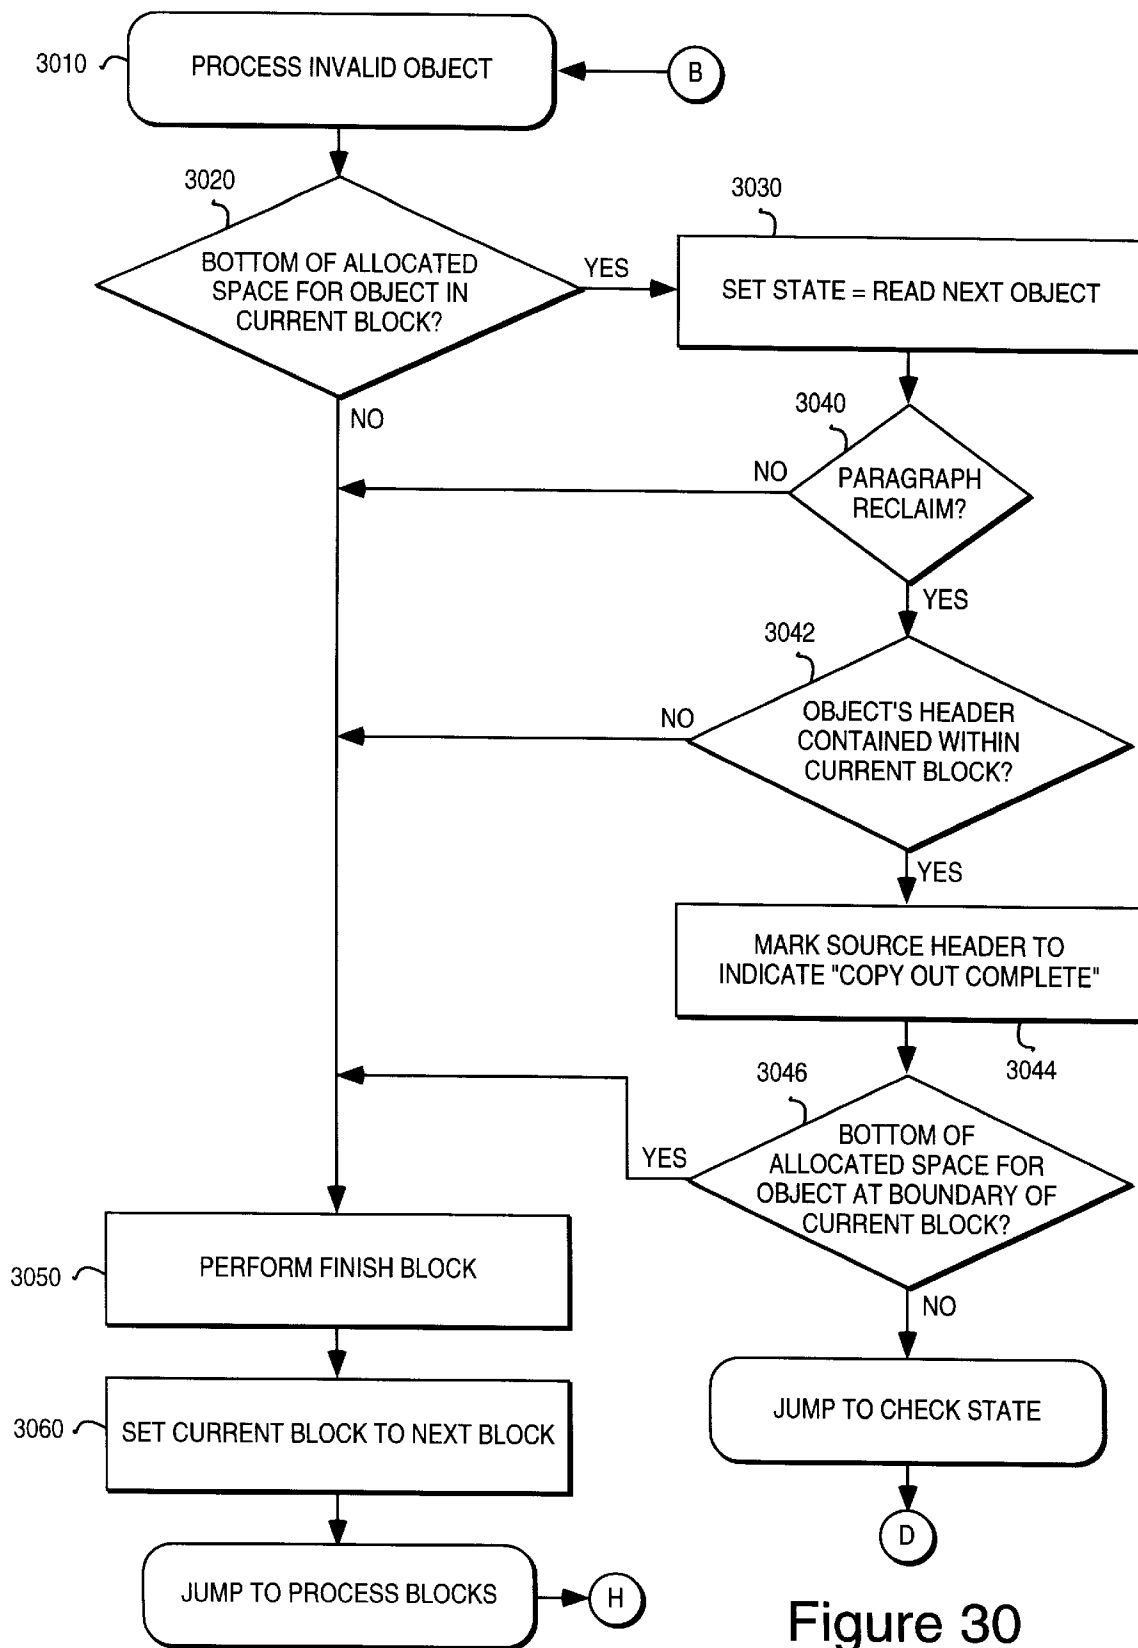 3010
PROCESS INVALID OBJECT
B
3020
BOTTOM OF ALLOCATED
SPACE FOR OBJECT IN
CURRENT BLOCK?
YES
NO
3030
SET STATE = READ NEXT OBJECT
3040
PARAGRAPH
RECLAIM?
NO
YES
3042
OBJECT'S HEADER
CONTAINED WITHIN
CURRENT BLOCK?
NO
YES
MARK SOURCE HEADER TO
INDICATE "COPY OUT COMPLETE"
3044
3046
BOTTOM OF
ALLOCATED SPACE FOR
OBJECT AT BOUNDARY OF
CURRENT BLOCK?
YES
NO
3050
PERFORM FINISH BLOCK
3060
SET CURRENT BLOCK TO NEXT BLOCK
JUMP TO CHECK STATE
D
JUMP TO PROCESS BLOCKS
H
Figure 30